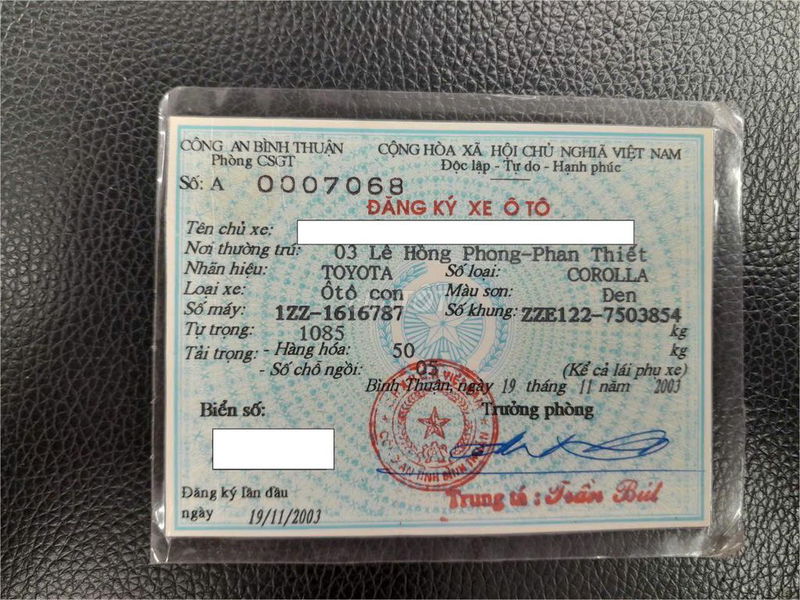 CÔNG AN BÌNH THUẬN
Phòng CSGT
CỘNG HÒA XÃ HỘI CHỦ NGHĨA VIỆT NAM
Độc lập - Tự do - Hạnh phúc
Số: A 0007068
ĐĂNG KÝ XE Ô TÔ
Tên chủ xe:
Nơi thường trú: 03 Lê Hồng Phong-Phan Thiết
Nhãn hiệu: TOYOTA Số loại: COROLLA
Loại xe: Ôtô con Màu sơn: Đen
Số máy: 1ZZ-1616787 Số khung: ZZE122-7503854
Tự trọng: 1085 kg
Tải trọng: - Hàng hóa: 50 kg
- Số chỗ ngồi: 05 (Kể cả lái phụ xe)
Bình Thuận, ngày 19 tháng 11 năm 2003
Biển số:
Trưởng phòng
Trung tá : Trần Bút
Đăng ký lần đầu
ngày 19/11/2003